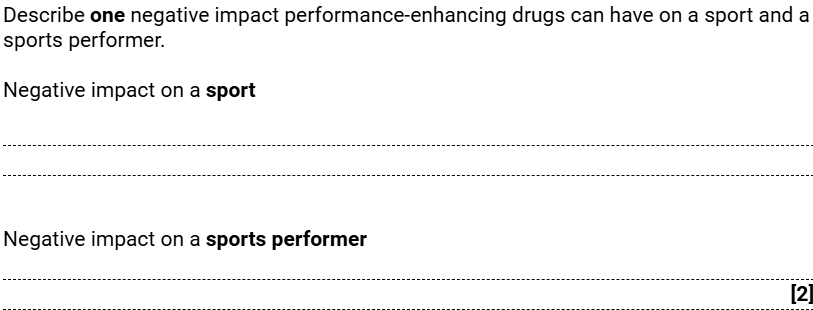 Describe one negative impact performance-enhancing drugs can have on a sport and a
sports performer.
Negative impact on a sport
Negative impact on a sports performer
[2]